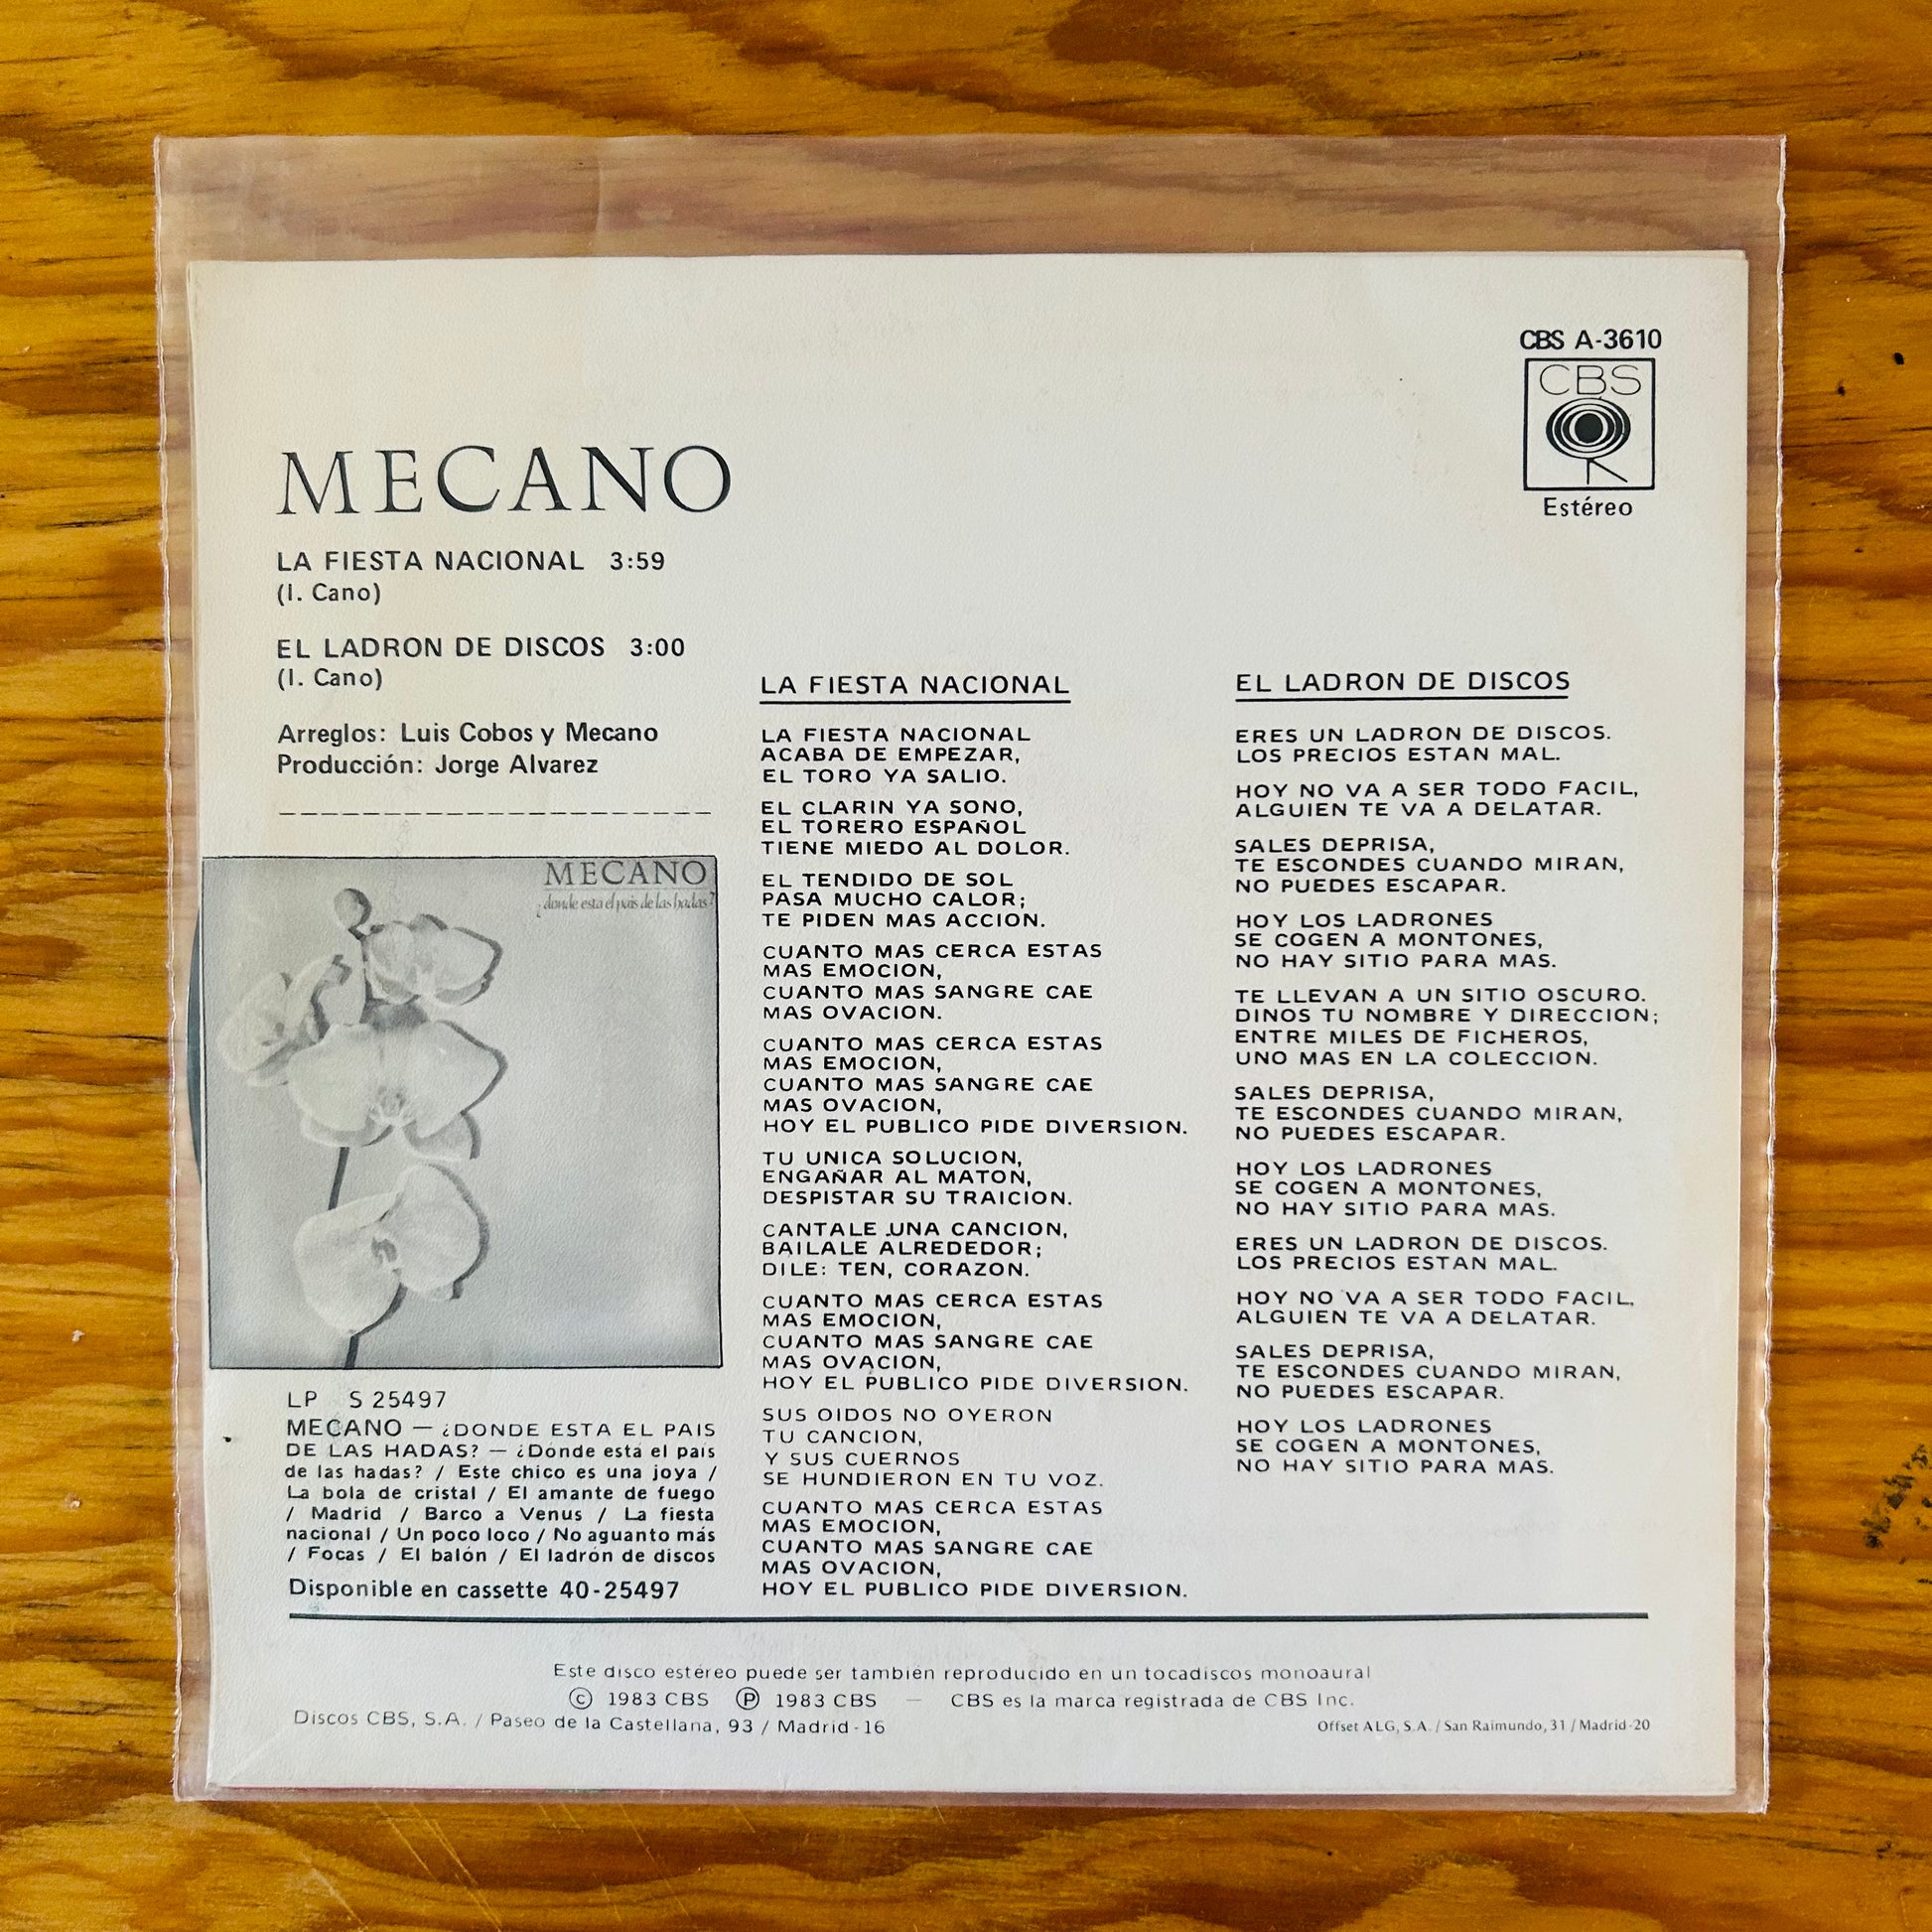 CBS A-3610
CBS
Estéreo
MECANO
LA FIESTA NACIONAL 3:59
(I. Cano)
EL LADRON DE DISCOS 3:00
(I. Cano)
Arreglos: Luis Cobos y Mecano
Producción: Jorge Alvarez
MECANO
¿donde esta el pais de las hadas?
LP S 25497
MECANO — ¿DONDE ESTA EL PAIS
DE LAS HADAS? — ¿Dónde está el país
de las hadas? / Este chico es una joya /
La bola de cristal / El amante de fuego
/ Madrid / Barco a Venus / La fiesta
nacional / Un poco loco / No aguanto más
/ Focas / El balón / El ladrón de discos
Disponible en cassette 40-25497
LA FIESTA NACIONAL
LA FIESTA NACIONAL
ACABA DE EMPEZAR,
EL TORO YA SALIO.
EL CLARIN YA SONO,
EL TORERO ESPAÑOL
TIENE MIEDO AL DOLOR.
EL TENDIDO DE SOL
PASA MUCHO CALOR;
TE PIDEN MAS ACCION.
CUANTO MAS CERCA ESTAS
MAS EMOCION,
CUANTO MAS SANGRE CAE
MAS OVACION.
CUANTO MAS CERCA ESTAS
MAS EMOCION,
CUANTO MAS SANGRE CAE
MAS OVACION,
HOY EL PUBLICO PIDE DIVERSION.
TU UNICA SOLUCION,
ENGAÑAR AL MATON,
DESPISTAR SU TRAICION.
CANTALE UNA CANCION,
BAILALE ALREDEDOR;
DILE: TEN, CORAZON.
CUANTO MAS CERCA ESTAS
MAS EMOCION,
CUANTO MAS SANGRE CAE
MAS OVACION,
HOY EL PUBLICO PIDE DIVERSION.
SUS OIDOS NO OYERON
TU CANCION,
Y SUS CUERNOS
SE HUNDIERON EN TU VOZ.
CUANTO MAS CERCA ESTAS
MAS EMOCION,
CUANTO MAS SANGRE CAE
MAS OVACION,
HOY EL PUBLICO PIDE DIVERSION.
EL LADRON DE DISCOS
ERES UN LADRON DE DISCOS.
LOS PRECIOS ESTAN MAL.
HOY NO VA A SER TODO FACIL,
ALGUIEN TE VA A DELATAR.
SALES DEPRISA,
TE ESCONDES CUANDO MIRAN,
NO PUEDES ESCAPAR.
HOY LOS LADRONES
SE COGEN A MONTONES,
NO HAY SITIO PARA MAS.
TE LLEVAN A UN SITIO OSCURO.
DINOS TU NOMBRE Y DIRECCION;
ENTRE MILES DE FICHEROS,
UNO MAS EN LA COLECCION.
SALES DEPRISA,
TE ESCONDES CUANDO MIRAN,
NO PUEDES ESCAPAR.
HOY LOS LADRONES
SE COGEN A MONTONES,
NO HAY SITIO PARA MAS.
ERES UN LADRON DE DISCOS.
LOS PRECIOS ESTAN MAL.
HOY NO VA A SER TODO FACIL,
ALGUIEN TE VA A DELATAR.
SALES DEPRISA,
TE ESCONDES CUANDO MIRAN,
NO PUEDES ESCAPAR.
HOY LOS LADRONES
SE COGEN A MONTONES,
NO HAY SITIO PARA MAS.
Este disco estéreo puede ser también reproducido en un tocadiscos monoaural
© 1983 CBS ℗ 1983 CBS — CBS es la marca registrada de CBS Inc.
Discos CBS, S.A. / Paseo de la Castellana, 93 / Madrid-16
Offset ALG, S.A. / San Raimundo, 31 / Madrid-20